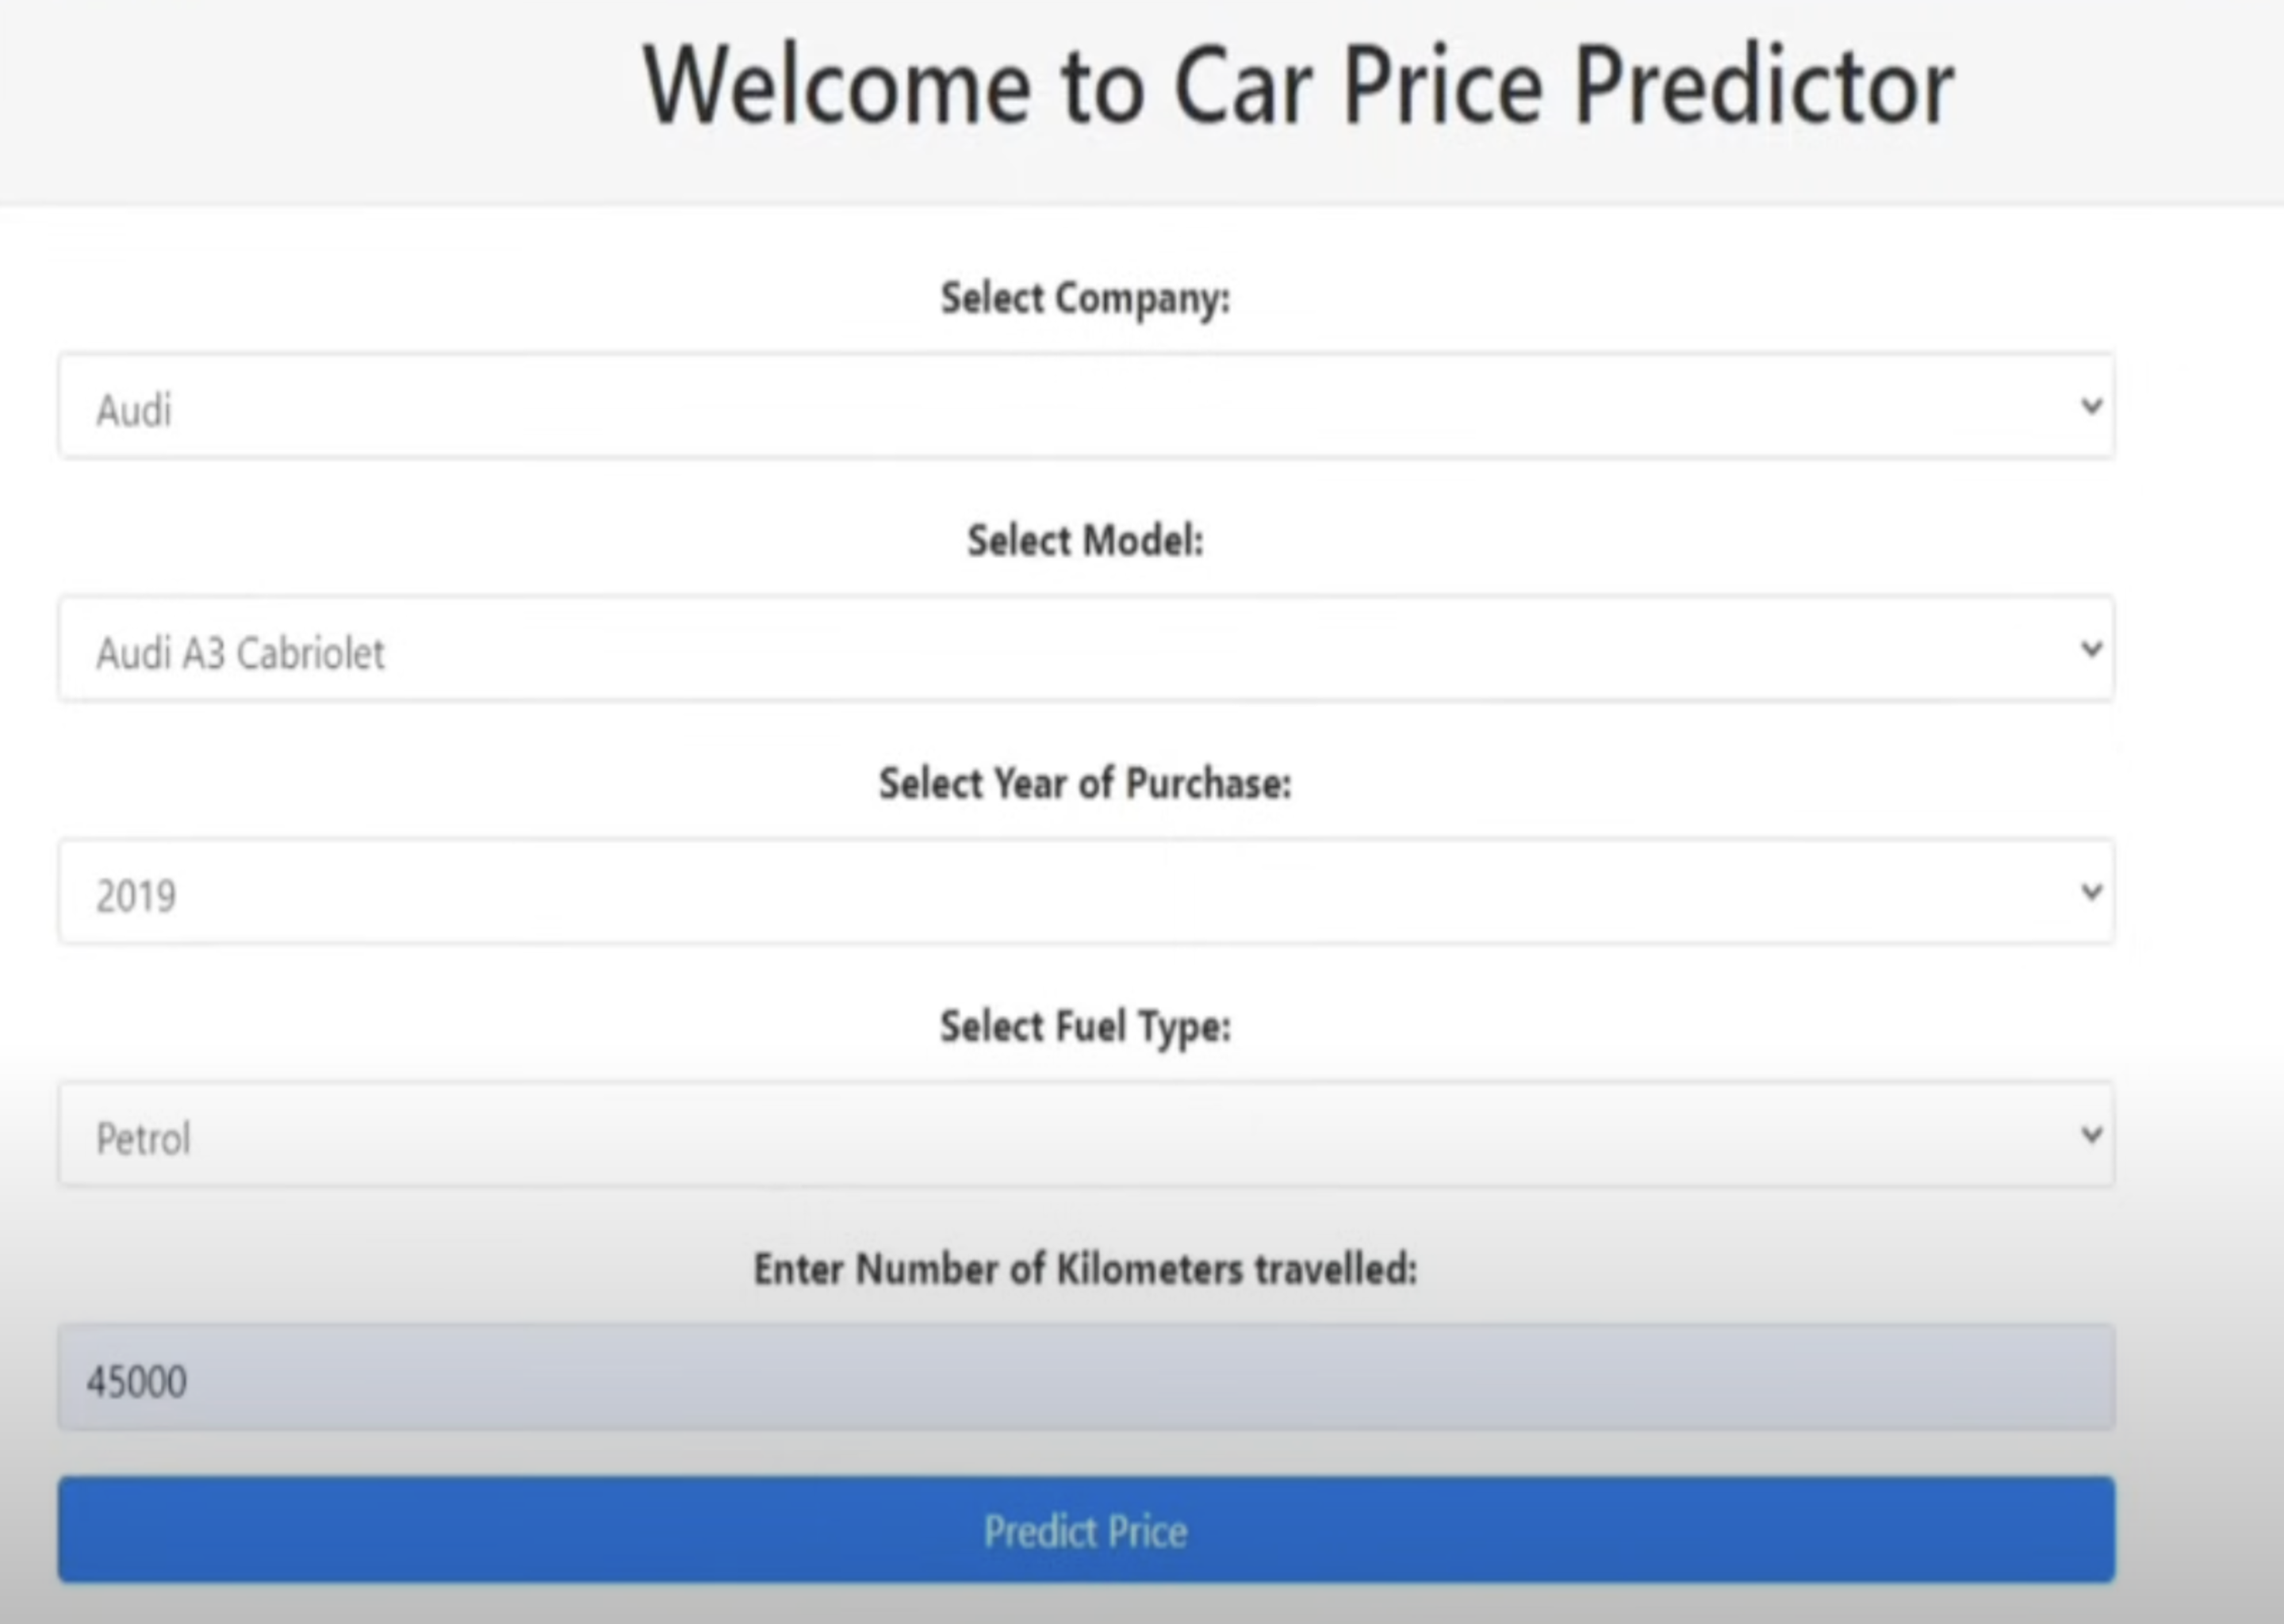 Welcome to Car Price Predictor
Select Company:
Audi
Select Model:
Audi A3 Cabriolet
Select Year of Purchase:
2019
Select Fuel Type:
Petrol
Enter Number of Kilometers travelled:
45000
Predict Price